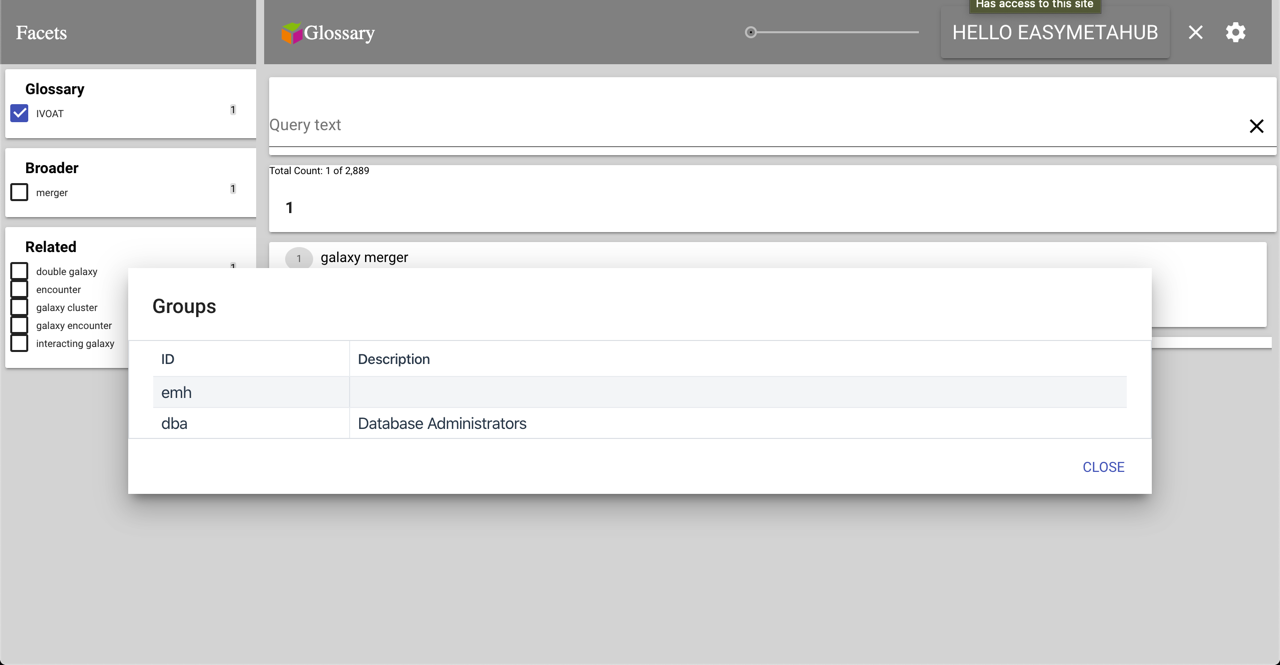 Has access to this site
Facets
Glossary
HELLO EASYMETAHUB
Glossary
IVOAT 1
Broader
merger 1
Related
double galaxy 1
encounter
galaxy cluster
galaxy encounter
interacting galaxy
Query text
Total Count: 1 of 2,889
1
1 galaxy merger
Groups
ID Description
emh
dba Database Administrators
CLOSE